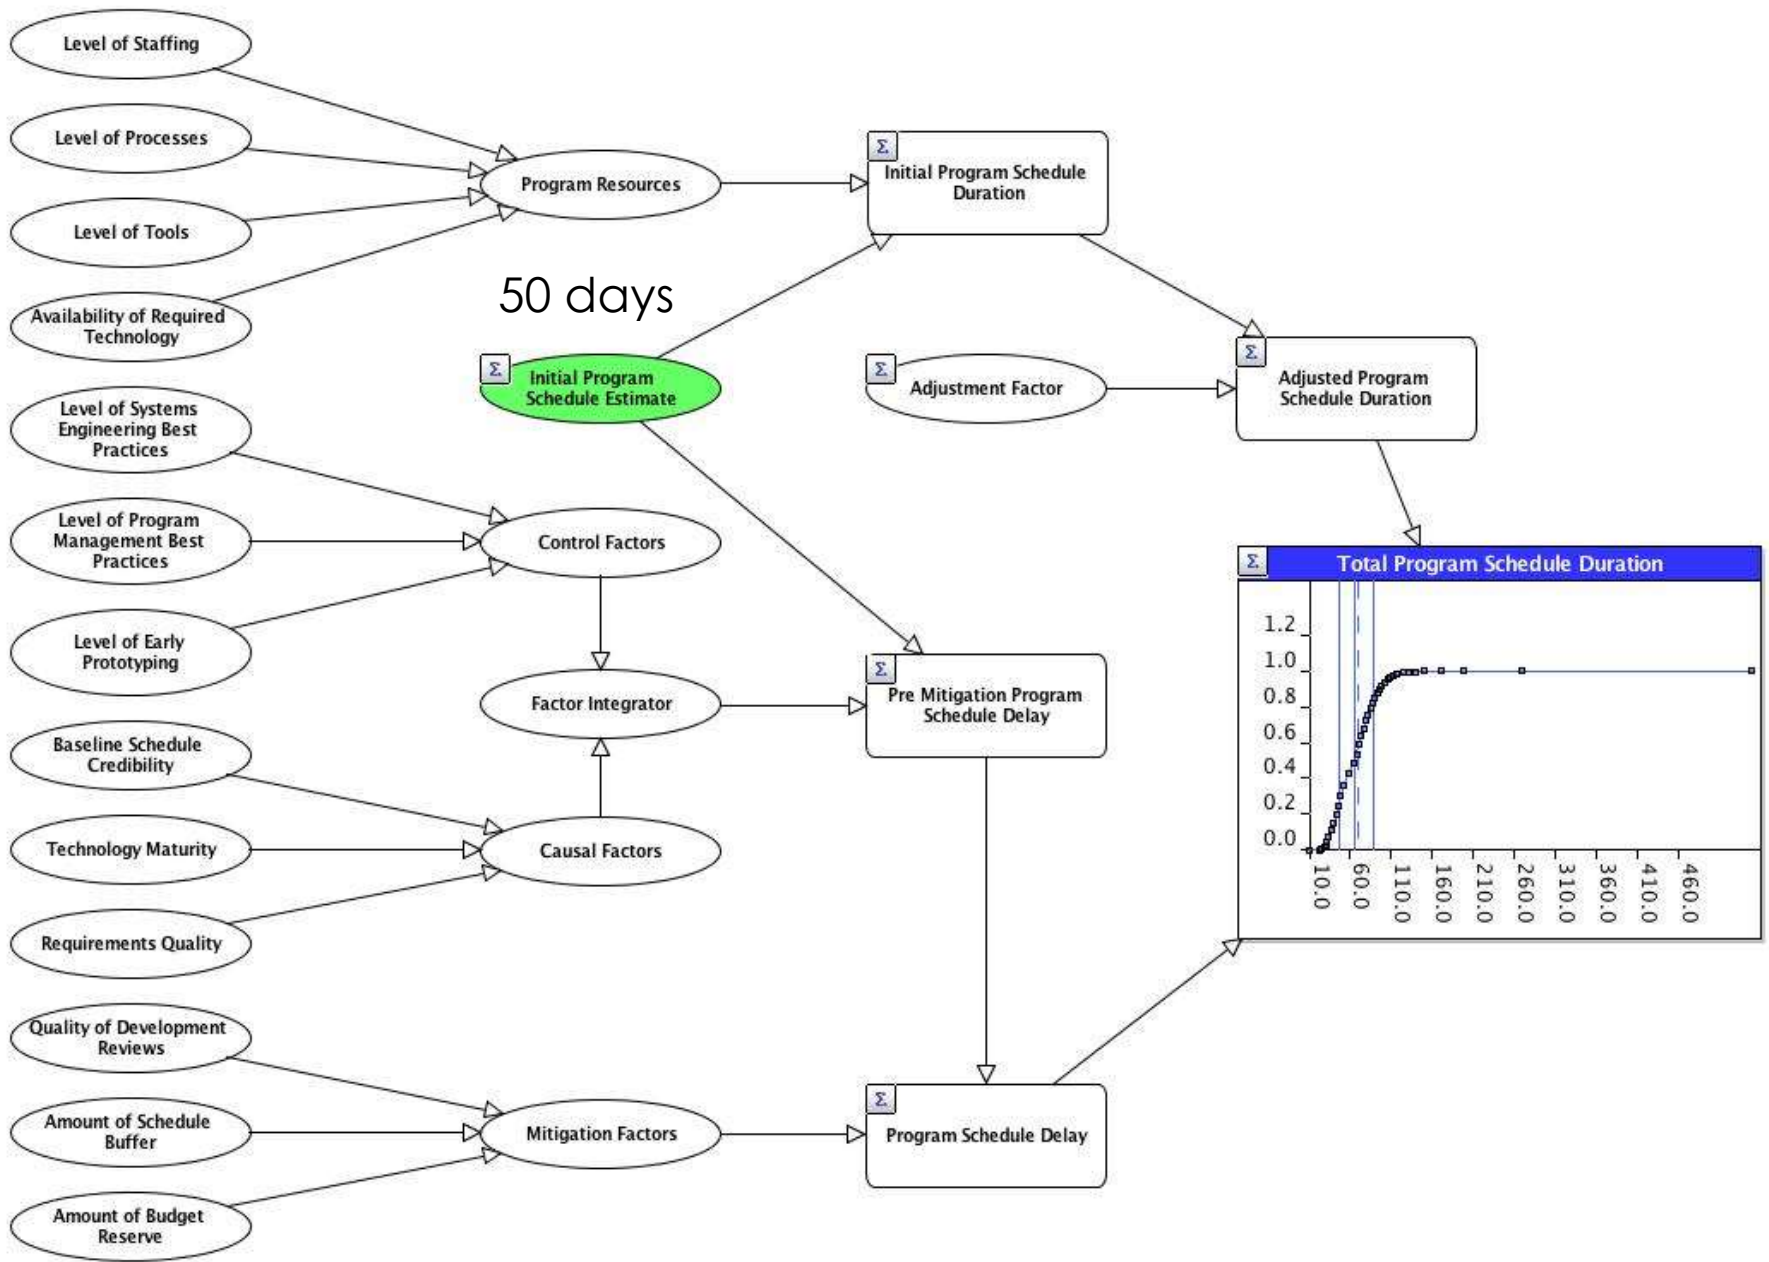 Level of Staffing
Level of Processes
Level of Tools
Availability of Required
Technology
Level of Systems
Engineering Best
Practices
Level of Program
Management Best
Practices
Level of Early
Prototyping
Baseline Schedule
Credibility
Technology Maturity
Requirements Quality
Quality of Development
Reviews
Amount of Schedule
Buffer
Amount of Budget
Reserve
Program Resources
50 days
Σ
Initial Program
Schedule Estimate
Control Factors
Factor Integrator
Causal Factors
Mitigation Factors
Σ
Initial Program Schedule
Duration
Σ
Adjustment Factor
Σ
Pre Mitigation Program
Schedule Delay
Σ
Program Schedule Delay
Σ
Adjusted Program
Schedule Duration
Σ
Total Program Schedule Duration
1.2
1.0
0.8
0.6
0.4
0.2
0.0
10.0
60.0
110.0
160.0
210.0
260.0
310.0
360.0
410.0
460.0